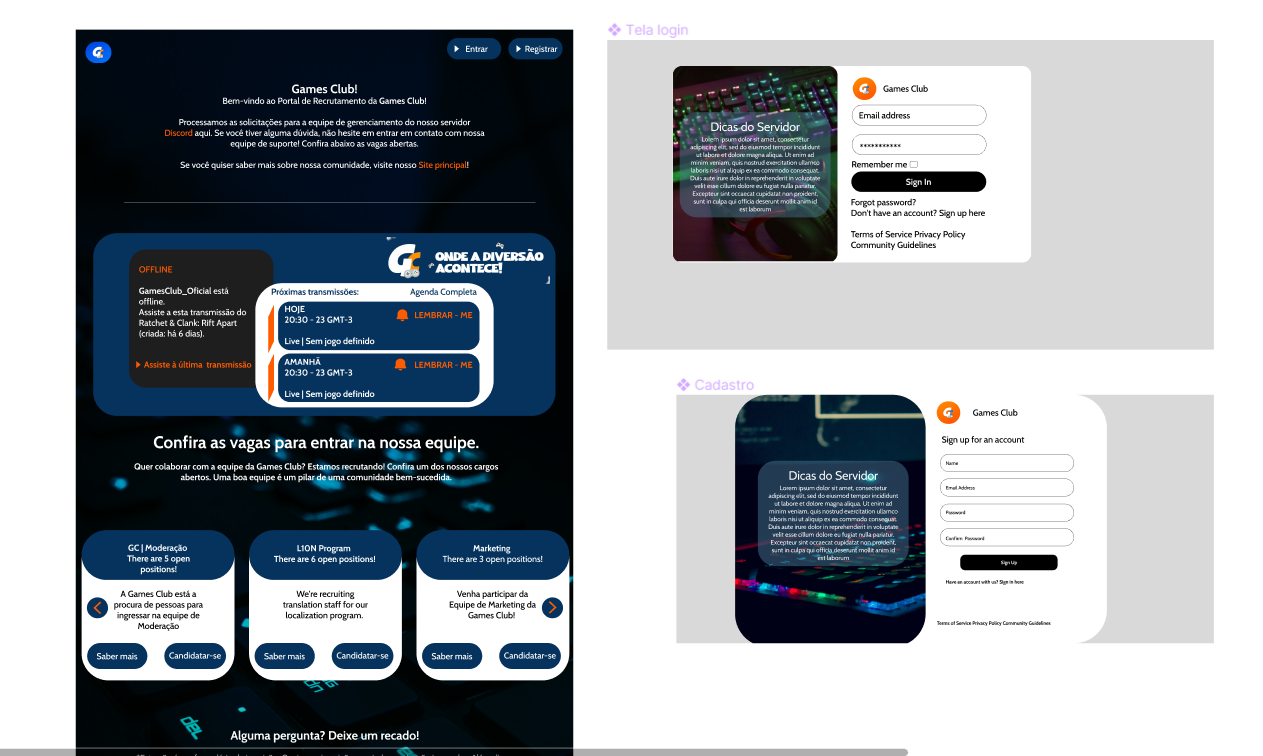 Entrar
Registrar
Games Club!
Bem-vindo ao Portal de Recrutamento da Games Club!
Processamos as solicitações para a equipe de gerenciamento do nosso servidor
Discord aqui. Se você tiver alguma dúvida, não hesite em entrar em contato com nossa
equipe de suporte! Confira abaixo as vagas abertas.
Se você quiser saber mais sobre nossa comunidade, visite nosso Site principal!
ONDE A DIVERSÃO
ACONTECE!
OFFLINE
GamesClub_Oficial está
offline.
Assiste a esta transmissão do
Ratchet & Clank: Rift Apart
(criada: há 6 dias).
Assiste à última transmissão
Próximas transmissões:
Agenda Completa
HOJE
20:30 - 23 GMT-3
LEMBRAR - ME
Live | Sem jogo definido
AMANHÃ
20:30 - 23 GMT-3
LEMBRAR - ME
Live | Sem jogo definido
Confira as vagas para entrar na nossa equipe.
Quer colaborar com a equipe da Games Club? Estamos recrutando! Confira um dos nossos cargos
abertos. Uma boa equipe é um pilar de uma comunidade bem-sucedida.
GC | Moderação
There are 5 open
positions!
A Games Club está a
procura de pessoas para
ingressar na equipe de
Moderação
Saber mais
Candidatar-se
L10N Program
There are 6 open positions!
We're recruiting
translation staff for our
localization program.
Saber mais
Candidatar-se
Marketing
There are 3 open positions!
Venha participar da
Equipe de Marketing da
Games Club!
Saber mais
Candidatar-se
Alguma pergunta? Deixe um recado!
Tela login
Dicas do Servidor
Lorem ipsum dolor sit amet, consectetur
adipiscing elit, sed do eiusmod tempor incididunt
ut labore et dolore magna aliqua. Ut enim ad
minim veniam, quis nostrud exercitation ullamco
laboris nisi ut aliquip ex ea commodo consequat.
Duis aute irure dolor in reprehenderit in voluptate
velit esse cillum dolore eu fugiat nulla pariatur.
Excepteur sint occaecat cupidatat non proident,
sunt in culpa qui officia deserunt mollit anim id
est laborum
Games Club
Email address
***********
Remember me
Sign In
Forgot password?
Don't have an account? Sign up here
Terms of Service Privacy Policy
Community Guidelines
Cadastro
Dicas do Servidor
Lorem ipsum dolor sit amet, consectetur
adipiscing elit, sed do eiusmod tempor incididunt
ut labore et dolore magna aliqua. Ut enim ad
minim veniam, quis nostrud exercitation ullamco
laboris nisi ut aliquip ex ea commodo consequat.
Duis aute irure dolor in reprehenderit in voluptate
velit esse cillum dolore eu fugiat nulla pariatur.
Excepteur sint occaecat cupidatat non proident,
sunt in culpa qui officia deserunt mollit anim id
est laborum
Games Club
Sign up for an account
Name
Email Address
Password
Confirm Password
Sign Up
Have an account with us? Sign in here
Terms of Service Privacy Policy Community Guidelines